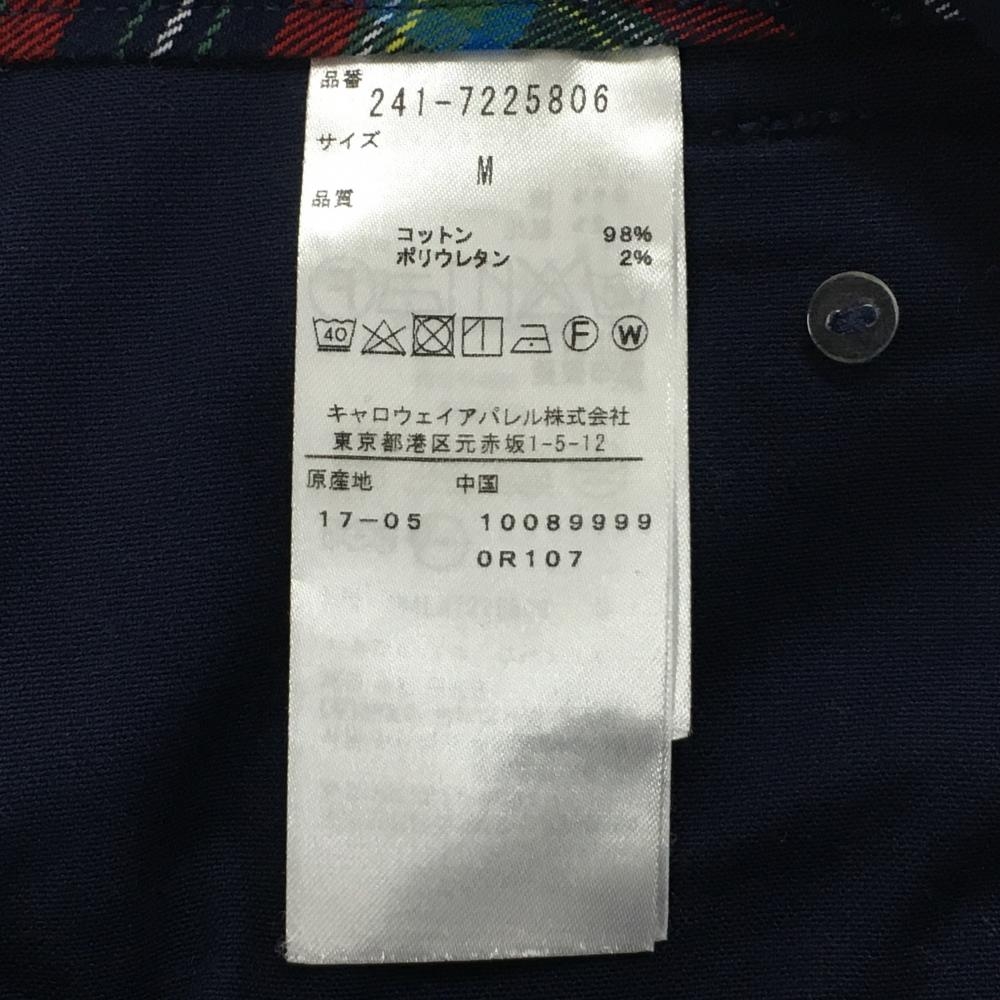 品番
241-7225806
サイズ
M
品質
コットン 98%
ポリウレタン 2%
40 F W
キャロウェイアパレル株式会社
東京都港区元赤坂1-5-12
原産地 中国
17-05 10089999
0R107